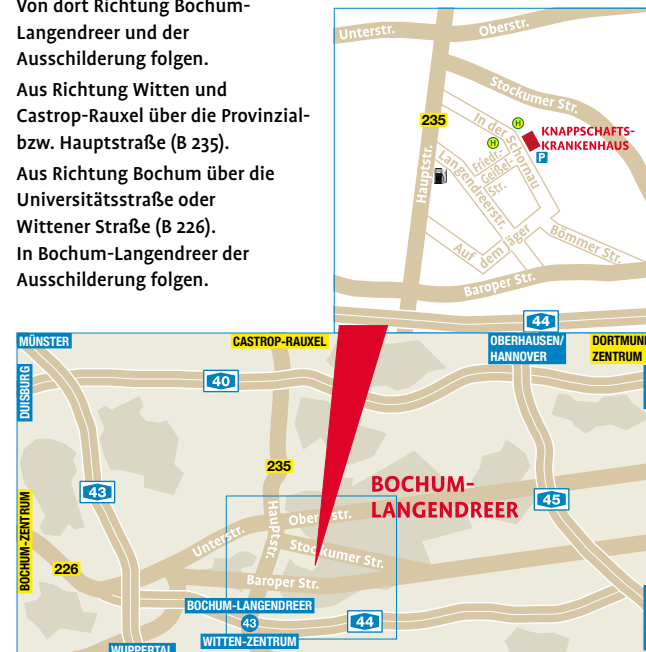 Von dort Richtung Bochum-
Langendreer und der
Ausschilderung folgen.
Aus Richtung Witten und
Castrop-Rauxel über die Provinzial-
bzw. Hauptstraße (B 235).
Aus Richtung Bochum über die
Universitätsstraße oder
Wittener Straße (B 226).
In Bochum-Langendreer der
Ausschilderung folgen.
Unterstr.
Oberstr.
Stockumer Str.
235
In der Schornau
H
H
KNAPPSCHAFTS-
KRANKENHAUS
P
Friedr.-
Geißel-
Str.
Langendreerstr.
Hauptstr.
Auf dem Jäger
Bömmer Str.
Baroper Str.
44
MÜNSTER
CASTROP-RAUXEL
OBERHAUSEN/
HANNOVER
DORTMUN
ZENTRUM
DUISBURG
40
235
43
BOCHUM-
LANGENDREER
45
BOCHUM-ZENTRUM
Hauptstr.
Oberstr.
Unterstr.
Stockumer Str.
226
Baroper Str.
BOCHUM-LANGENDREER
43
44
WITTEN-ZENTRUM
WUPPERTAL